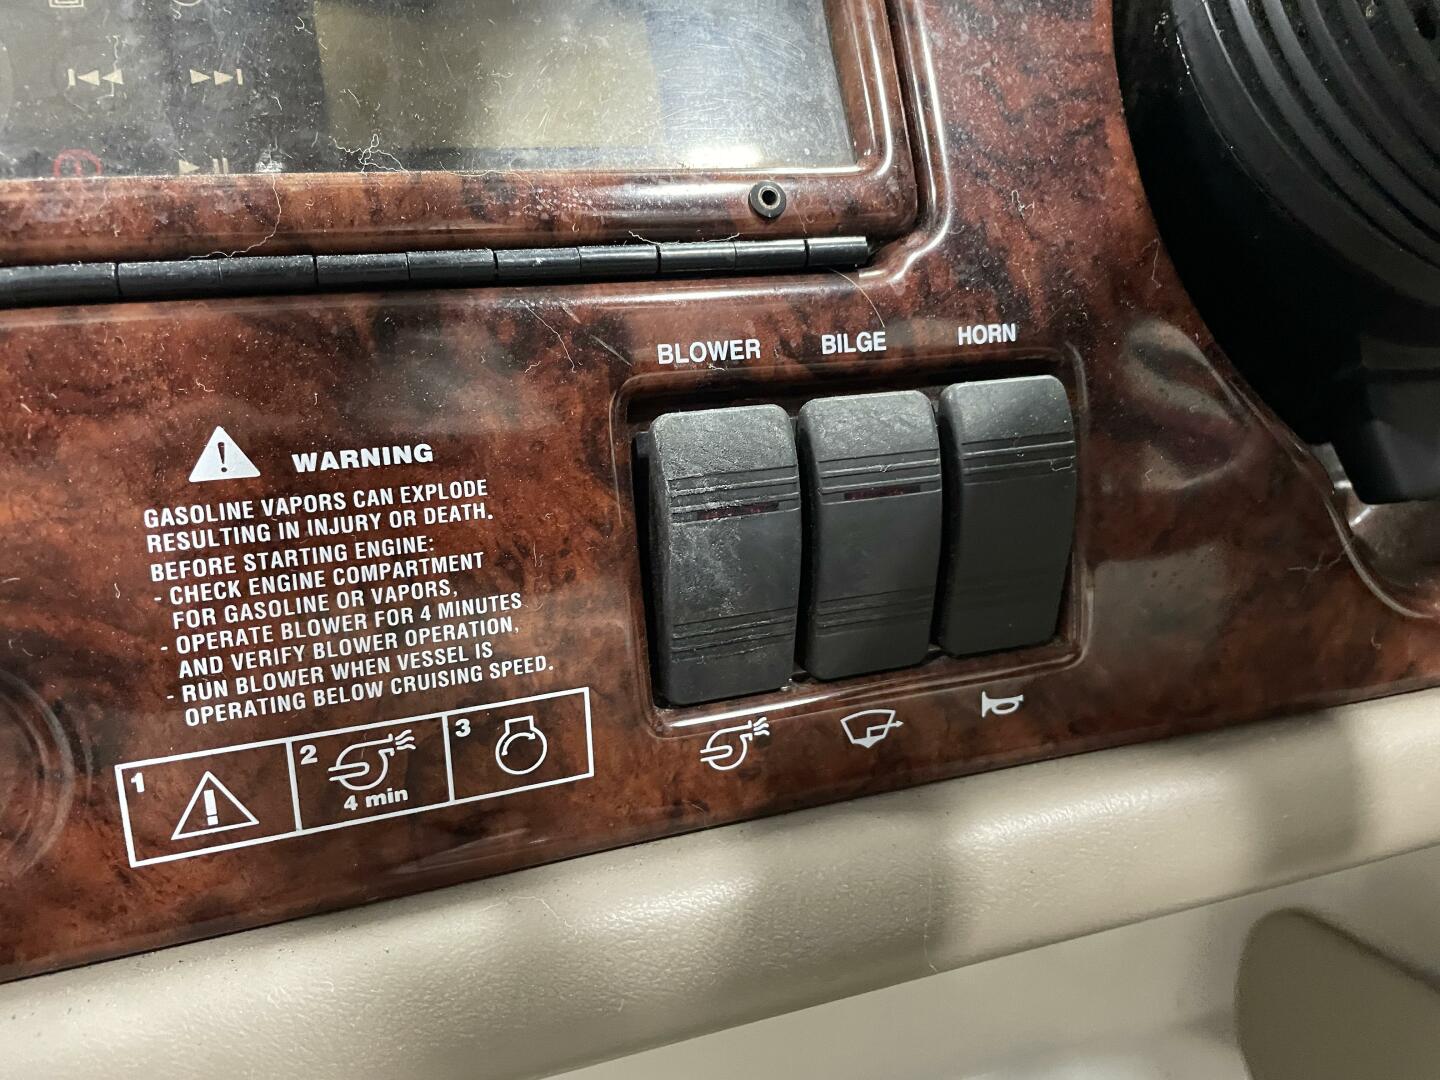 BLOWER BILGE HORN
WARNING
GASOLINE VAPORS CAN EXPLODE
RESULTING IN INJURY OR DEATH.
BEFORE STARTING ENGINE:
- CHECK ENGINE COMPARTMENT
FOR GASOLINE OR VAPORS,
- OPERATE BLOWER FOR 4 MINUTES
AND VERIFY BLOWER OPERATION,
- RUN BLOWER WHEN VESSEL IS
OPERATING BELOW CRUISING SPEED.
1 2 3
4 min